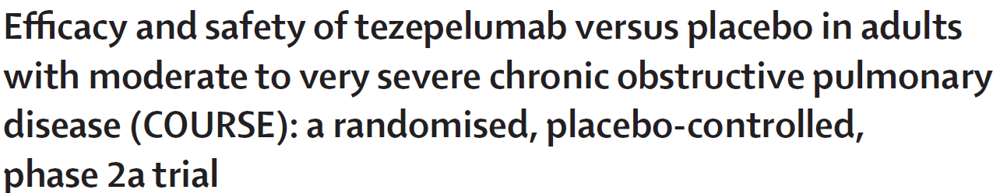 Efficacy and safety of tezepelumab versus placebo in adults
with moderate to very severe chronic obstructive pulmonary
disease (COURSE): a randomised, placebo-controlled,
phase 2a trial